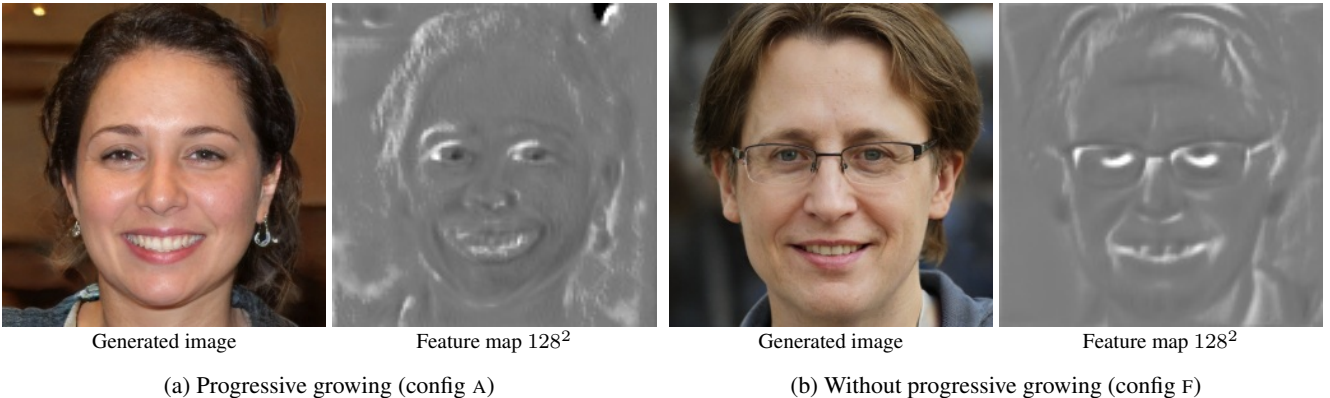 Generated image
Feature map 128²
Generated image
Feature map 128²
(a) Progressive growing (config A)
(b) Without progressive growing (config F)